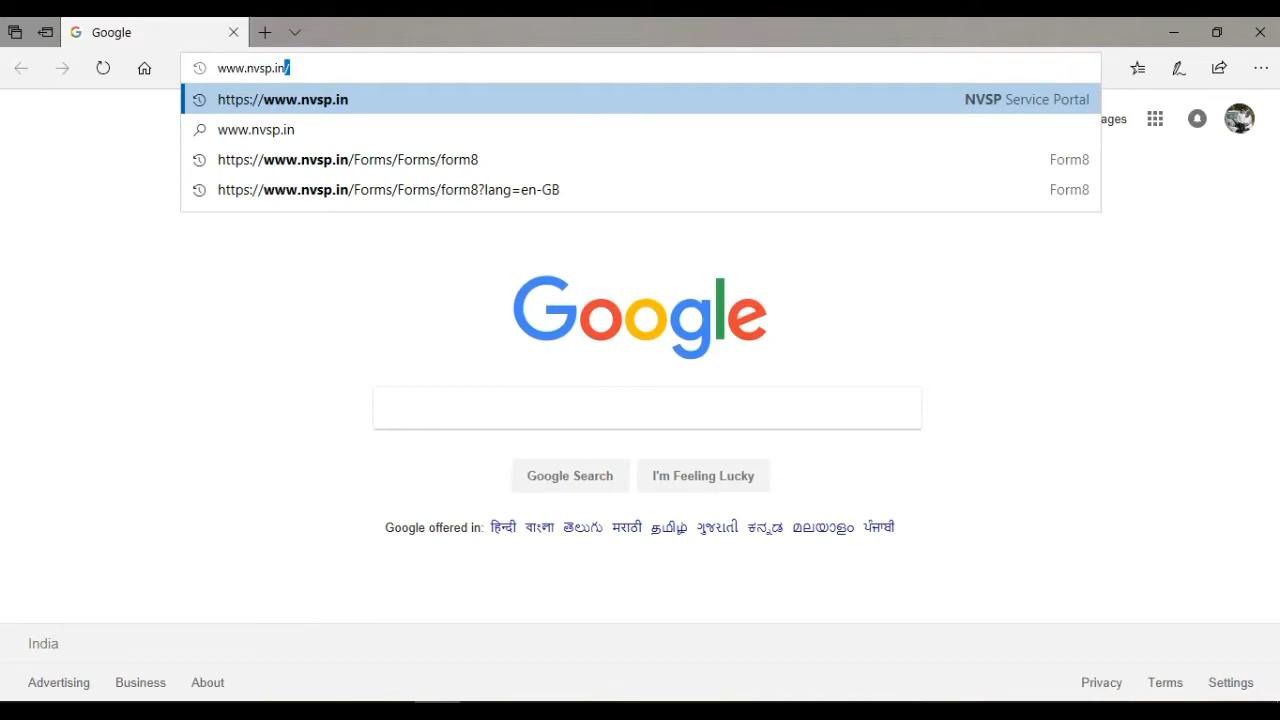 Google
www.nvsp.in/
https://www.nvsp.in NVSP Service Portal
www.nvsp.in
https://www.nvsp.in/Forms/Forms/form8 Form8
https://www.nvsp.in/Forms/Forms/form8?lang=en-GB Form8
ages
Google
Google Search I'm Feeling Lucky
Google offered in: हिन्दी বাংলা తెలుగు मराठी தமிழ் ગુજરાતી ಕನ್ನಡ മലയാളം ਪੰਜਾਬੀ
India
Advertising Business About Privacy Terms Settings